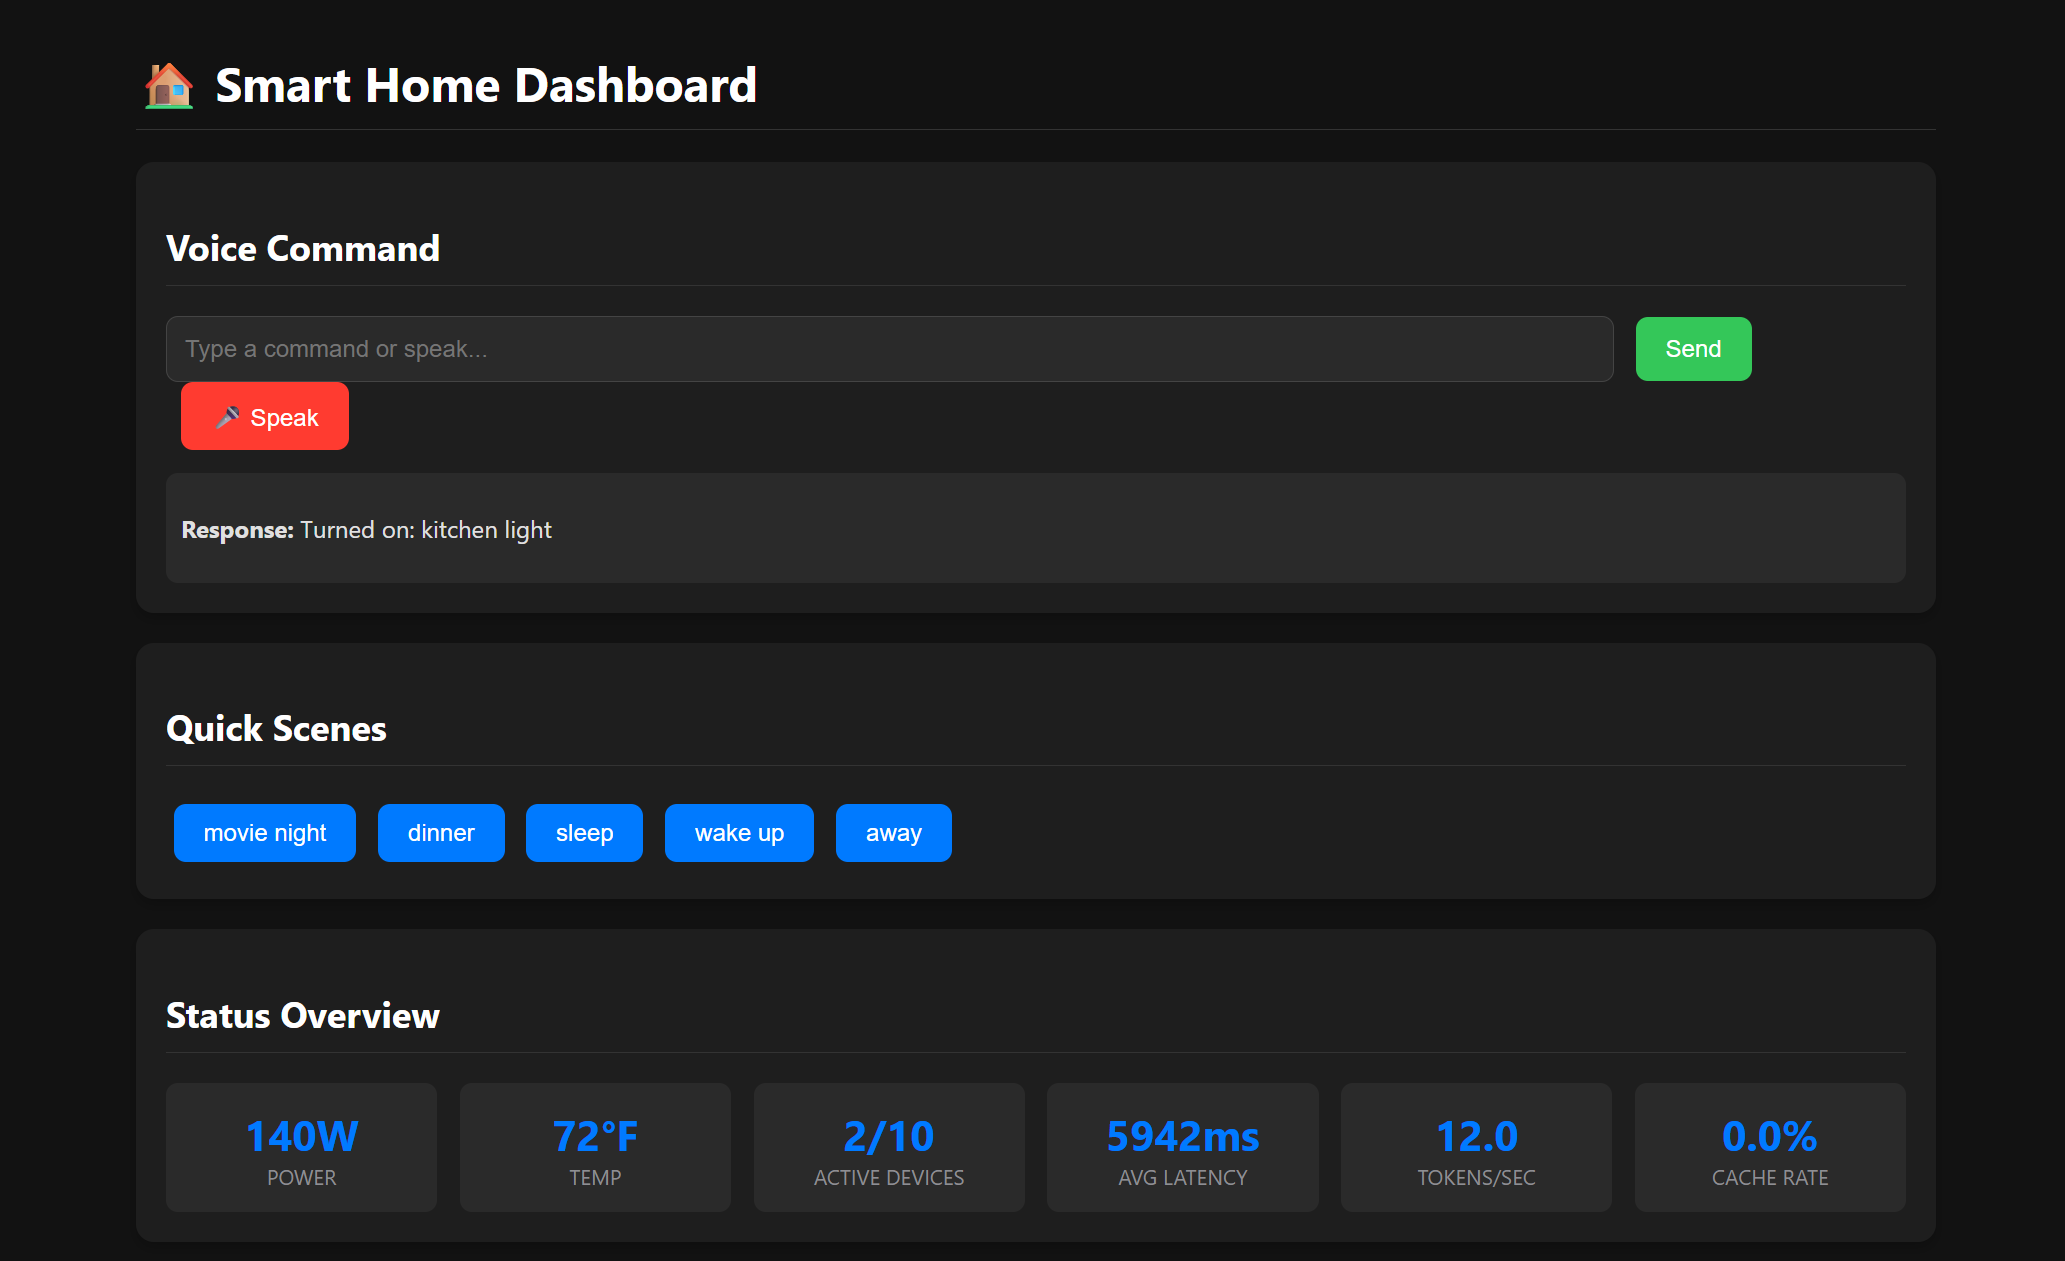 Smart Home Dashboard
Voice Command
Type a command or speak...
Send
Speak
Response: Turned on: kitchen light
Quick Scenes
movie night
dinner
sleep
wake up
away
Status Overview
140W
POWER
72°F
TEMP
2/10
ACTIVE DEVICES
5942ms
AVG LATENCY
12.0
TOKENS/SEC
0.0%
CACHE RATE